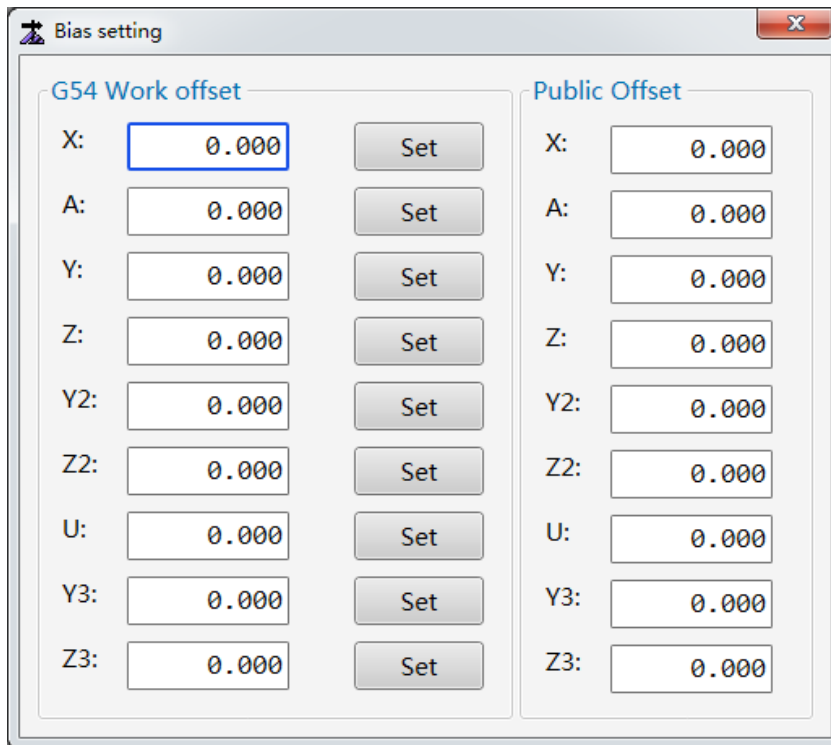 Bias setting
G54 Work offset
X: 0.000 Set
A: 0.000 Set
Y: 0.000 Set
Z: 0.000 Set
Y2: 0.000 Set
Z2: 0.000 Set
U: 0.000 Set
Y3: 0.000 Set
Z3: 0.000 Set
Public Offset
X: 0.000
A: 0.000
Y: 0.000
Z: 0.000
Y2: 0.000
Z2: 0.000
U: 0.000
Y3: 0.000
Z3: 0.000